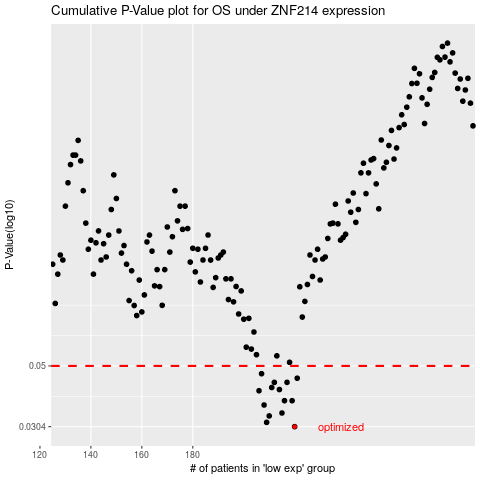 Cumulative P-Value plot for OS under ZNF214 expression
P-Value(log10)
0.05
0.0304
optimized
120
140
160
180
# of patients in 'low exp' group